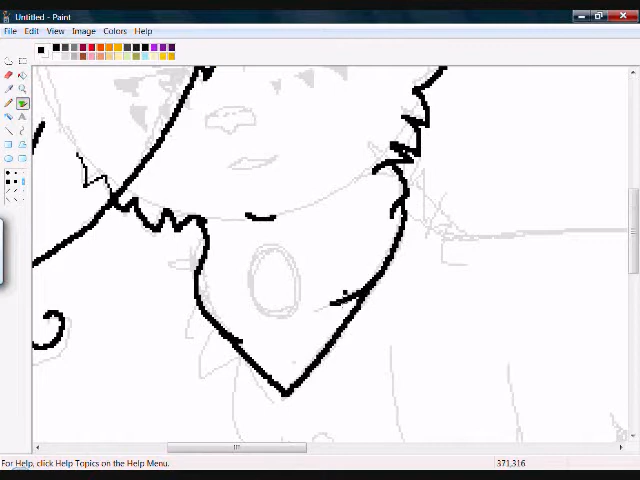 Untitled - Paint
File Edit View Image Colors Help
For Help, click Help Topics on the Help Menu.
371,316